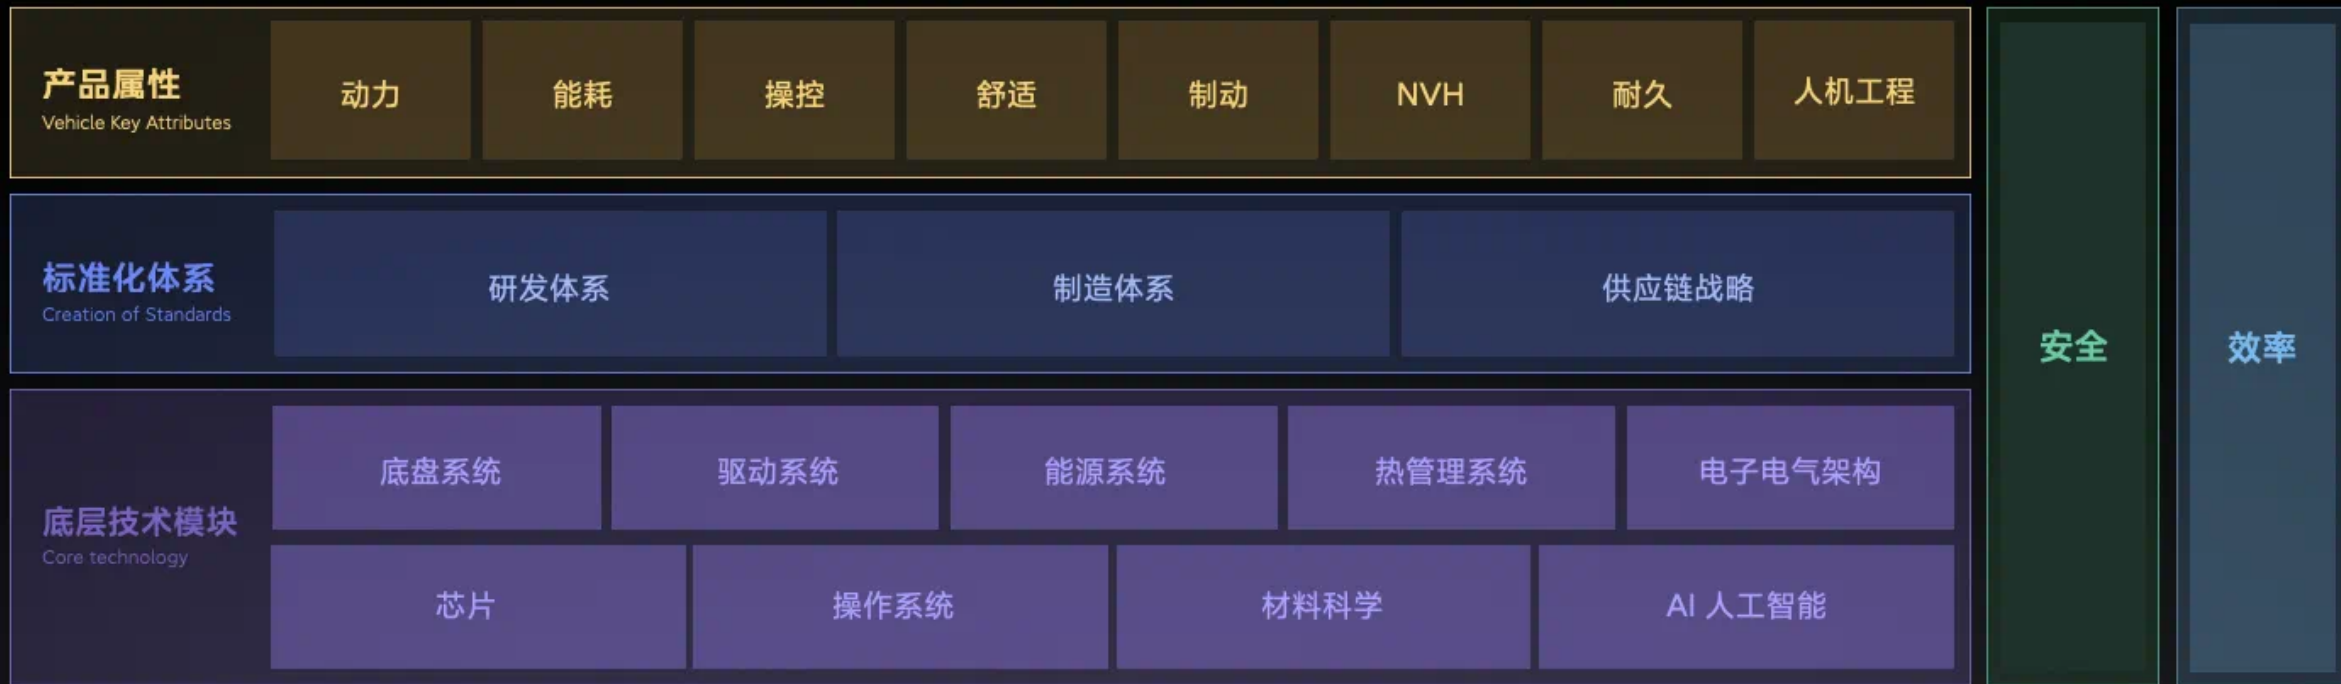 产品属性
Vehicle Key Attributes
动力
能耗
操控
舒适
制动
NVH
耐久
人机工程
标准化体系
Creation of Standards
研发体系
制造体系
供应链战略
底层技术模块
Core technology
底盘系统
驱动系统
能源系统
热管理系统
电子电气架构
芯片
操作系统
材料科学
AI 人工智能
安全
效率